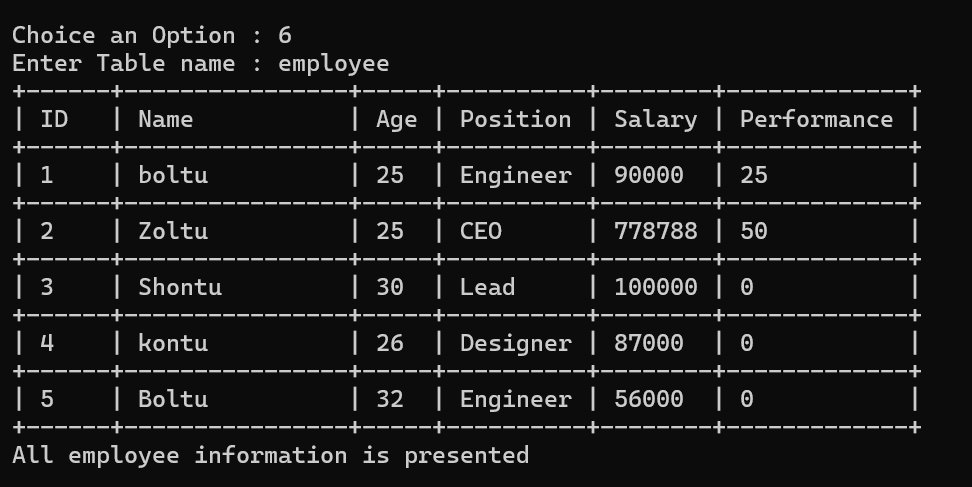 Choice an Option : 6
Enter Table name : employee
+------+----------------+-----+----------+--------+-------------+
| ID   | Name           | Age | Position | Salary | Performance |
+------+----------------+-----+----------+--------+-------------+
| 1    | boltu          | 25  | Engineer | 90000  | 25          |
+------+----------------+-----+----------+--------+-------------+
| 2    | Zoltu          | 25  | CEO      | 778788 | 50          |
+------+----------------+-----+----------+--------+-------------+
| 3    | Shontu         | 30  | Lead     | 100000 | 0           |
+------+----------------+-----+----------+--------+-------------+
| 4    | kontu          | 26  | Designer | 87000  | 0           |
+------+----------------+-----+----------+--------+-------------+
| 5    | Boltu          | 32  | Engineer | 56000  | 0           |
+------+----------------+-----+----------+--------+-------------+
All employee information is presented